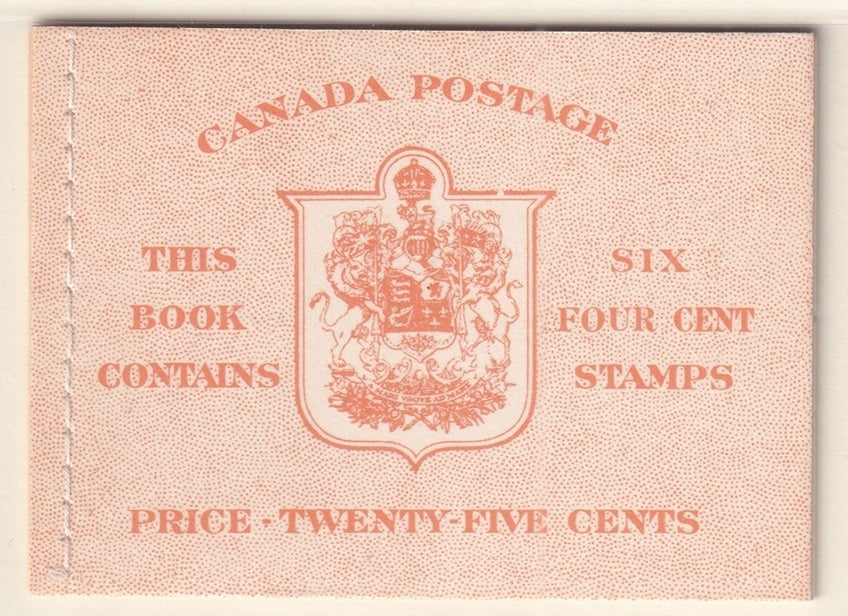 CANADA POSTAGE
THIS
BOOK
CONTAINS
SIX
FOUR CENT
STAMPS
PRICE · TWENTY-FIVE CENTS